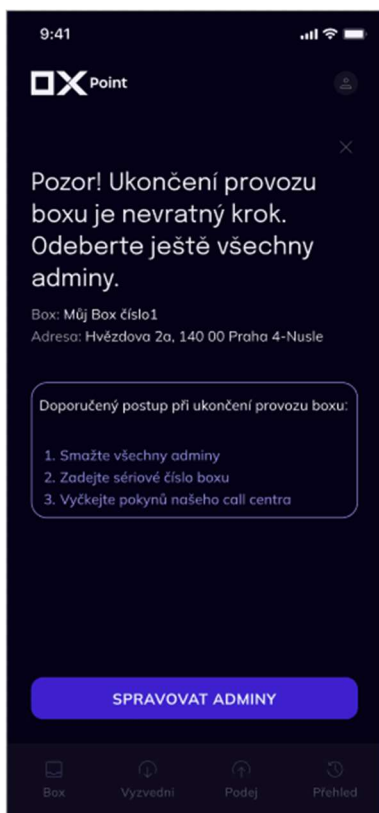 9:41
OX Point
Pozor! Ukončení provozu
boxu je nevratný krok.
Odeberte ještě všechny
adminy.
Box: Můj Box číslo1
Adresa: Hvězdova 2a, 140 00 Praha 4-Nusle
Doporučený postup při ukončení provozu boxu:
1. Smažte všechny adminy
2. Zadejte sériové číslo boxu
3. Vyčkejte pokynů našeho call centra
SPRAVOVAT ADMINY
Box Vyzvedni Podej Přehled